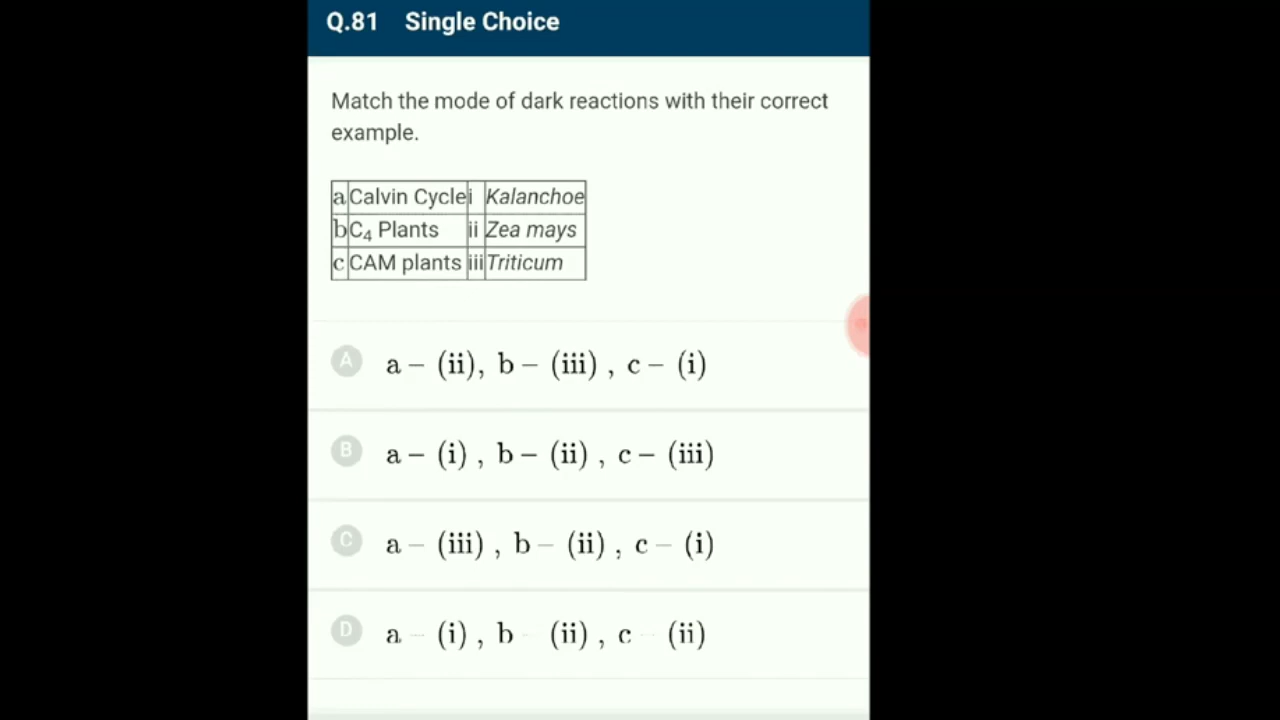 Q.81 Single Choice
Match the mode of dark reactions with their correct
example.
a Calvin Cycle i Kalanchoe
b C₄ Plants ii Zea mays
c CAM plants iii Triticum
A a – (ii), b – (iii) , c – (i)
B a – (i) , b – (ii) , c – (iii)
C a – (iii) , b – (ii) , c – (i)
D a – (i) , b – (ii) , c – (ii)